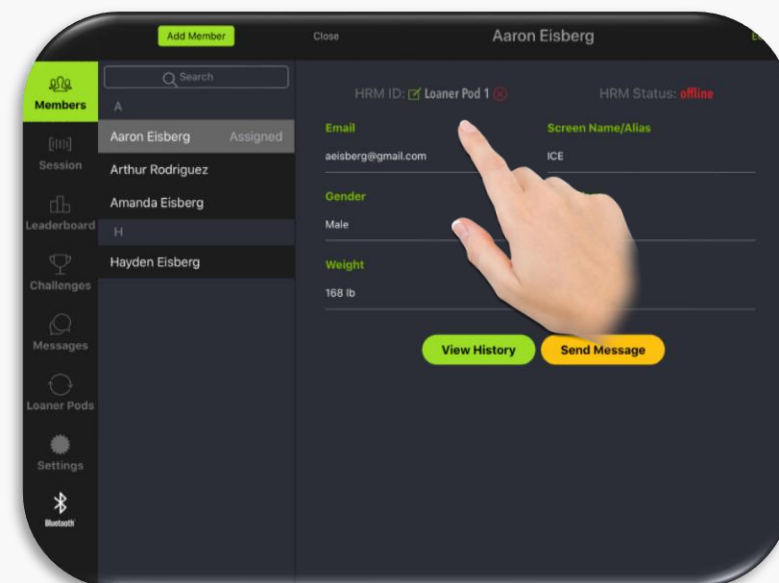 Add Member
Close
Aaron Eisberg
Members
Session
Leaderboard
Challenges
Messages
Loaner Pods
Settings
Bluetooth
Search
A
Aaron Eisberg Assigned
Arthur Rodriguez
Amanda Eisberg
H
Hayden Eisberg
HRM ID: Loaner Pod 1
HRM Status: offline
Email
Screen Name/Alias
aeisberg@gmail.com
ICE
Gender
Male
Weight
168 lb
View History
Send Message